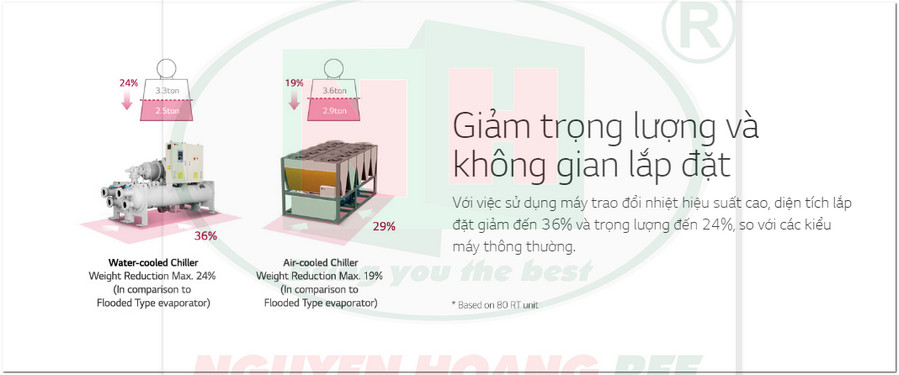 24%
3.3ton
2.5ton
19%
3.6ton
2.9ton
36%
29%
Water-cooled Chiller
Weight Reduction Max. 24%
(In comparison to
Flooded Type evaporator)
Air-cooled Chiller
Weight Reduction Max. 19%
(In comparison to
Flooded Type evaporator)
Giảm trọng lượng và
không gian lắp đặt
Với việc sử dụng máy trao đổi nhiệt hiệu suất cao, diện tích lắp
đặt giảm đến 36% và trọng lượng đến 24%, so với các kiểu
máy thông thường.
* Based on 80 RT unit
®
you the best
NGUYEN HOANG REE